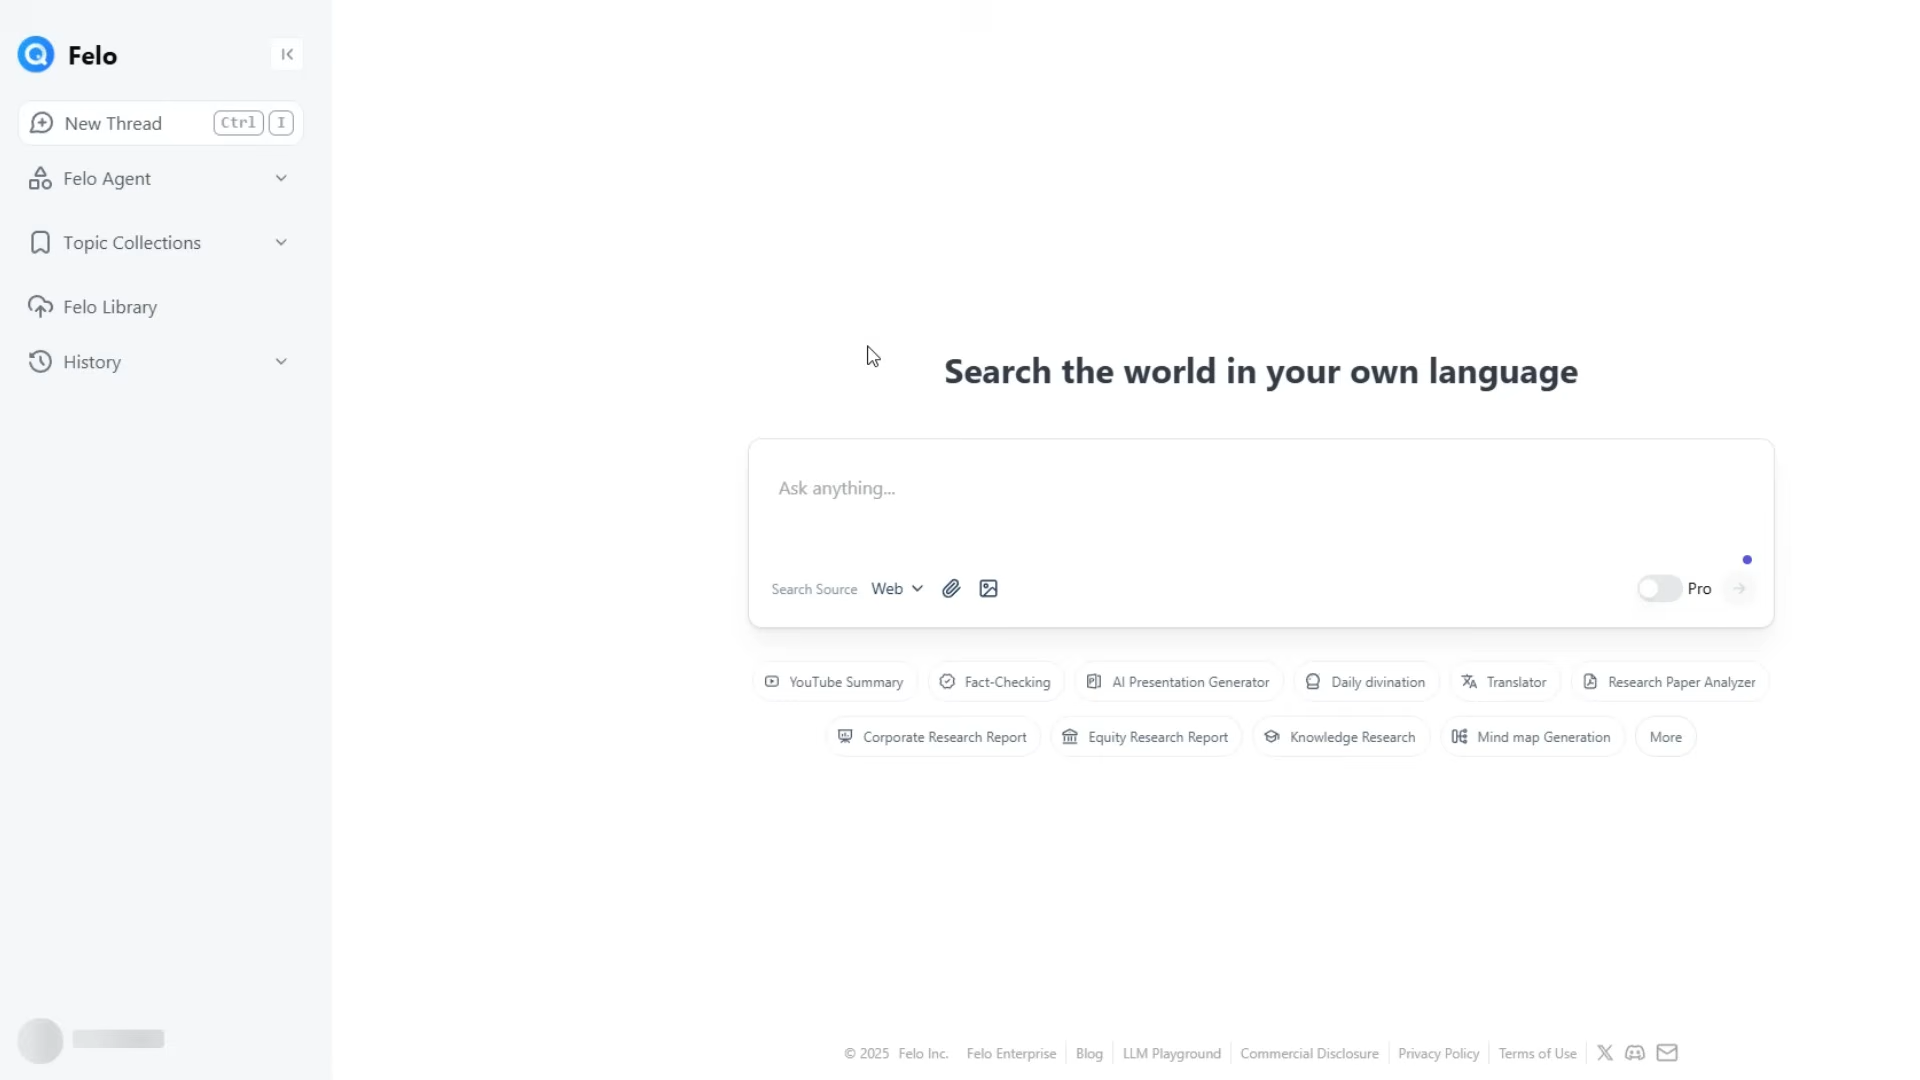 Felo
New Thread Ctrl I
Felo Agent
Topic Collections
Felo Library
History
Search the world in your own language
Ask anything...
Search Source Web Pro
YouTube Summary Fact-Checking AI Presentation Generator Daily divination Translator Research Paper Analyzer
Corporate Research Report Equity Research Report Knowledge Research Mind map Generation More
© 2025 Felo Inc. Felo Enterprise Blog LLM Playground Commercial Disclosure Privacy Policy Terms of Use